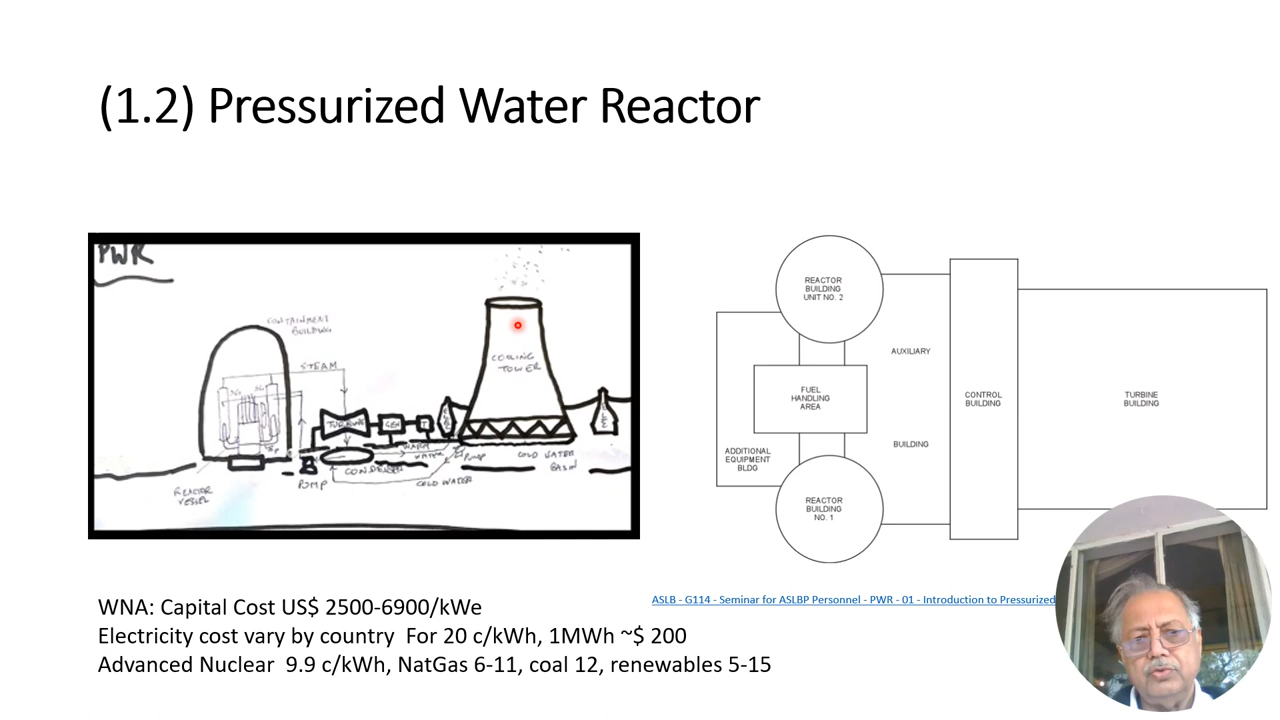 (1.2) Pressurized Water Reactor
PWR
CONTAINMENT
BUILDING
STEAM
COOLING
TOWER
TURBINE
GEN
T
WARM
WATER
PUMP
COLD WATER
BASIN
CONDENSER
PUMP
COLD WATER
REACTOR
VESSEL
REACTOR
BUILDING
UNIT NO. 2
AUXILIARY
FUEL
HANDLING
AREA
CONTROL
BUILDING
TURBINE
BUILDING
BUILDING
ADDITIONAL
EQUIPMENT
BLDG
REACTOR
BUILDING
NO. 1
ASLB - G114 - Seminar for ASLBP Personnel - PWR - 01 - Introduction to Pressurized
WNA: Capital Cost US$ 2500-6900/kWe
Electricity cost vary by country  For 20 c/kWh, 1MWh ~$ 200
Advanced Nuclear  9.9 c/kWh, NatGas 6-11, coal 12, renewables 5-15